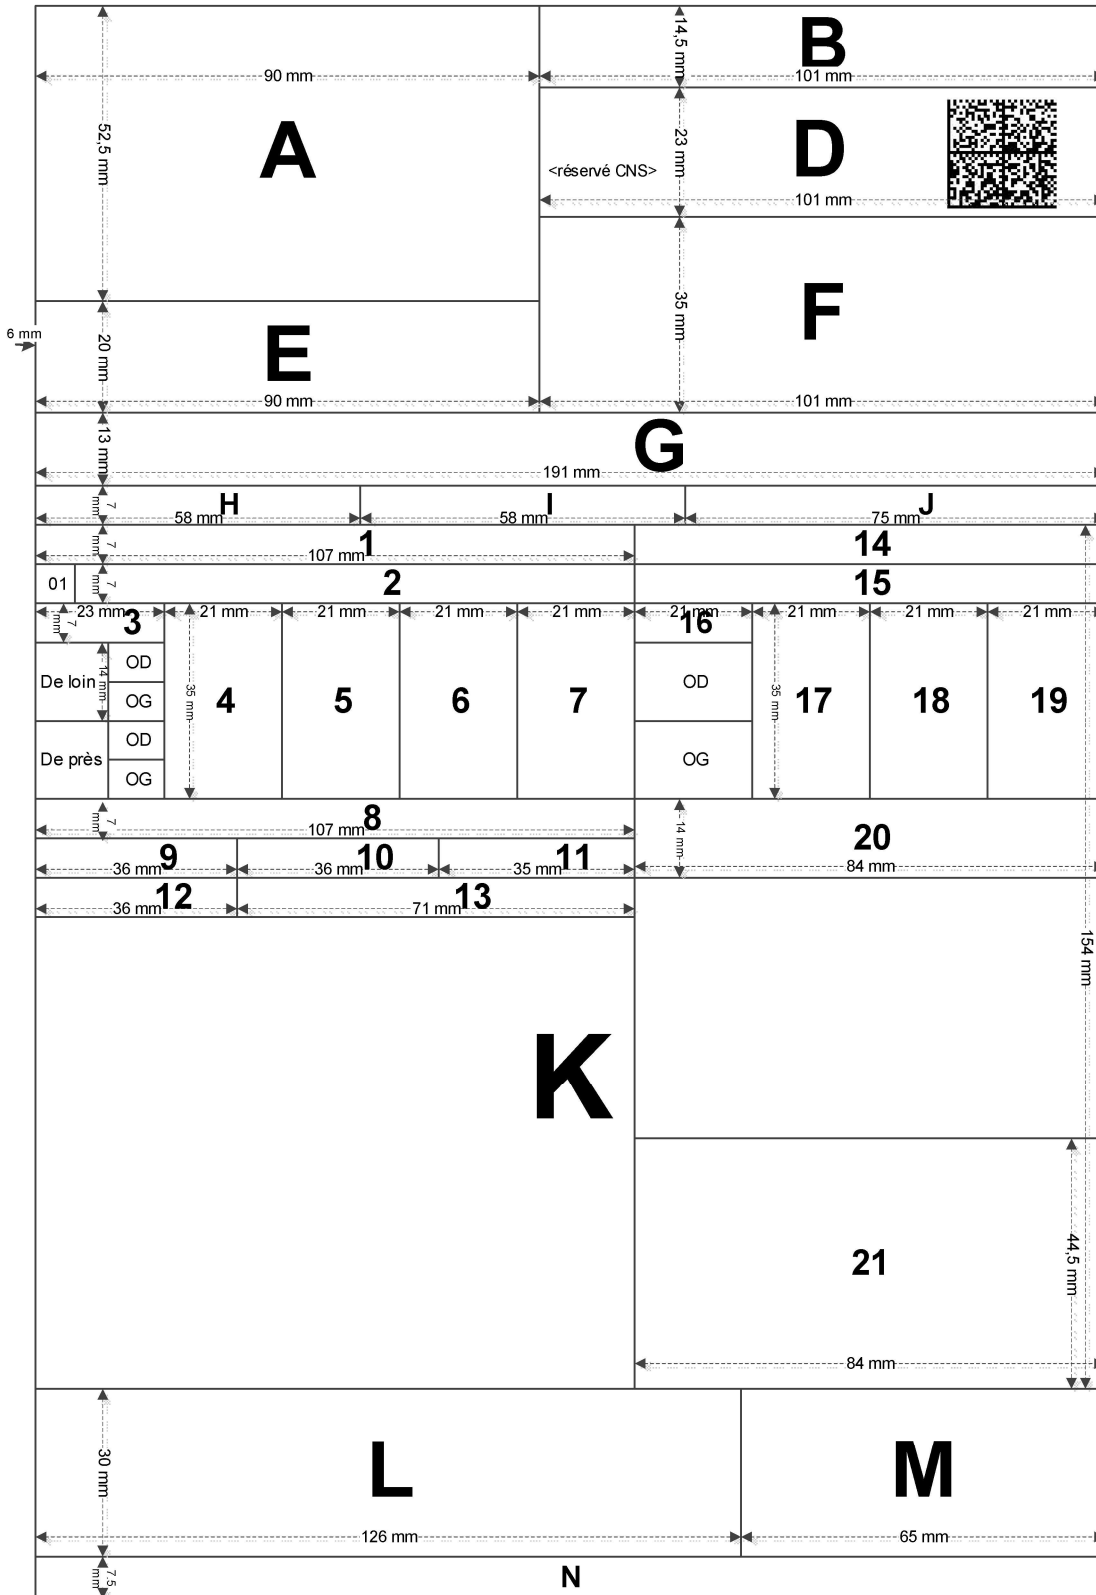 14,5 mm
B
90 mm
101 mm
52,5 mm
A
23 mm
D
<réservé CNS>
101 mm
35 mm
F
6 mm
20 mm
E
90 mm
101 mm
13 mm
G
191 mm
7 mm
H
I
J
58 mm
58 mm
75 mm
7 mm
1
14
107 mm
01
7 mm
2
15
23 mm
21 mm
21 mm
21 mm
21 mm
21 mm
21 mm
21 mm
21 mm
7 mm
3
16
De loin
14 mm
OD
OG
De près
OD
OG
35 mm
4
5
6
7
OD
OG
35 mm
17
18
19
7 mm
8
107 mm
14 mm
20
84 mm
9
10
11
36 mm
36 mm
35 mm
12
13
36 mm
71 mm
154 mm
K
21
44,5 mm
84 mm
30 mm
L
M
126 mm
65 mm
7.5 mm
N